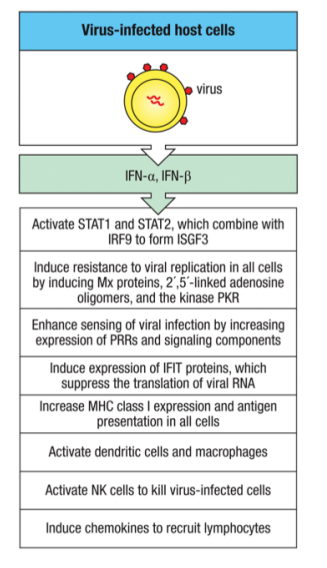 Virus-infected host cells
virus
IFN-α, IFN-β
Activate STAT1 and STAT2, which combine with
IRF9 to form ISGF3
Induce resistance to viral replication in all cells
by inducing Mx proteins, 2´,5´-linked adenosine
oligomers, and the kinase PKR
Enhance sensing of viral infection by increasing
expression of PRRs and signaling components
Induce expression of IFIT proteins, which
suppress the translation of viral RNA
Increase MHC class I expression and antigen
presentation in all cells
Activate dendritic cells and macrophages
Activate NK cells to kill virus-infected cells
Induce chemokines to recruit lymphocytes